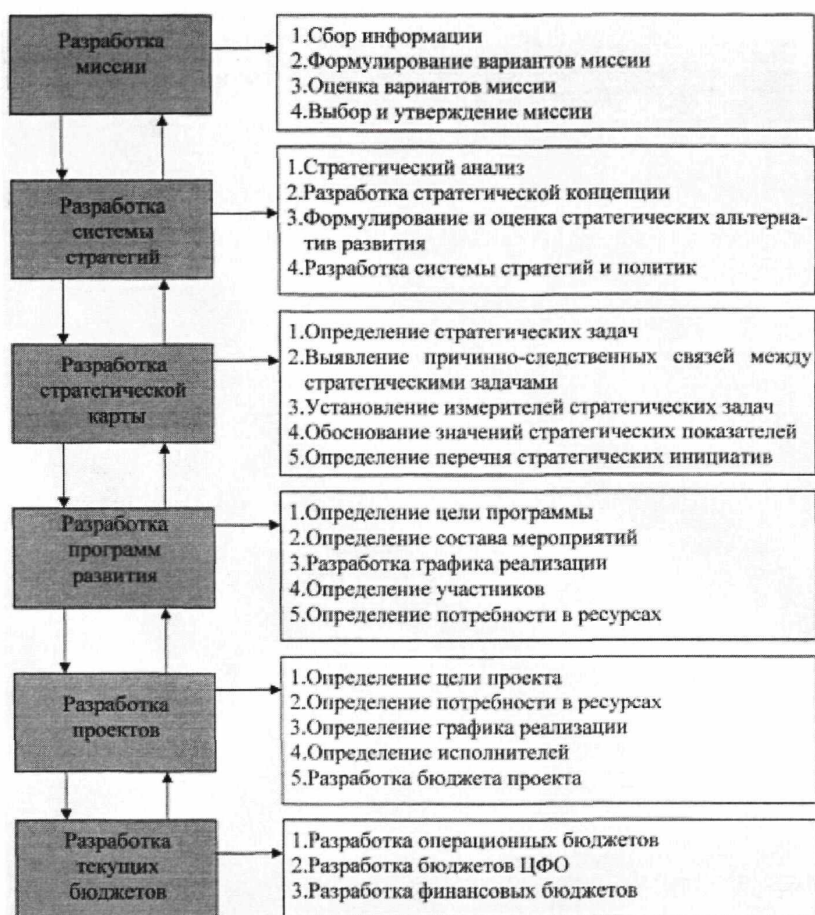 Разработка
миссии
1.Сбор информации
2.Формулирование вариантов миссии
3.Оценка вариантов миссии
4.Выбор и утверждение миссии
Разработка
системы
стратегий
1.Стратегический анализ
2.Разработка стратегической концепции
3.Формулирование и оценка стратегических альтерна-
тив развития
4.Разработка системы стратегий и политик
Разработка
стратегической
карты
1.Определение стратегических задач
2.Выявление причинно-следственных связей между
стратегическими задачами
3.Установление измерителей стратегических задач
4.Обоснование значений стратегических показателей
5.Определение перечня стратегических инициатив
Разработка
программ
развития
1.Определение цели программы
2.Определение состава мероприятий
3.Разработка графика реализации
4.Определение участников
5.Определение потребности в ресурсах
Разработка
проектов
1.Определение цели проекта
2.Определение потребности в ресурсах
3.Определение графика реализации
4.Определение исполнителей
5.Разработка бюджета проекта
Разработка
текущих
бюджетов
1.Разработка операционных бюджетов
2.Разработка бюджетов ЦФО
3.Разработка финансовых бюджетов